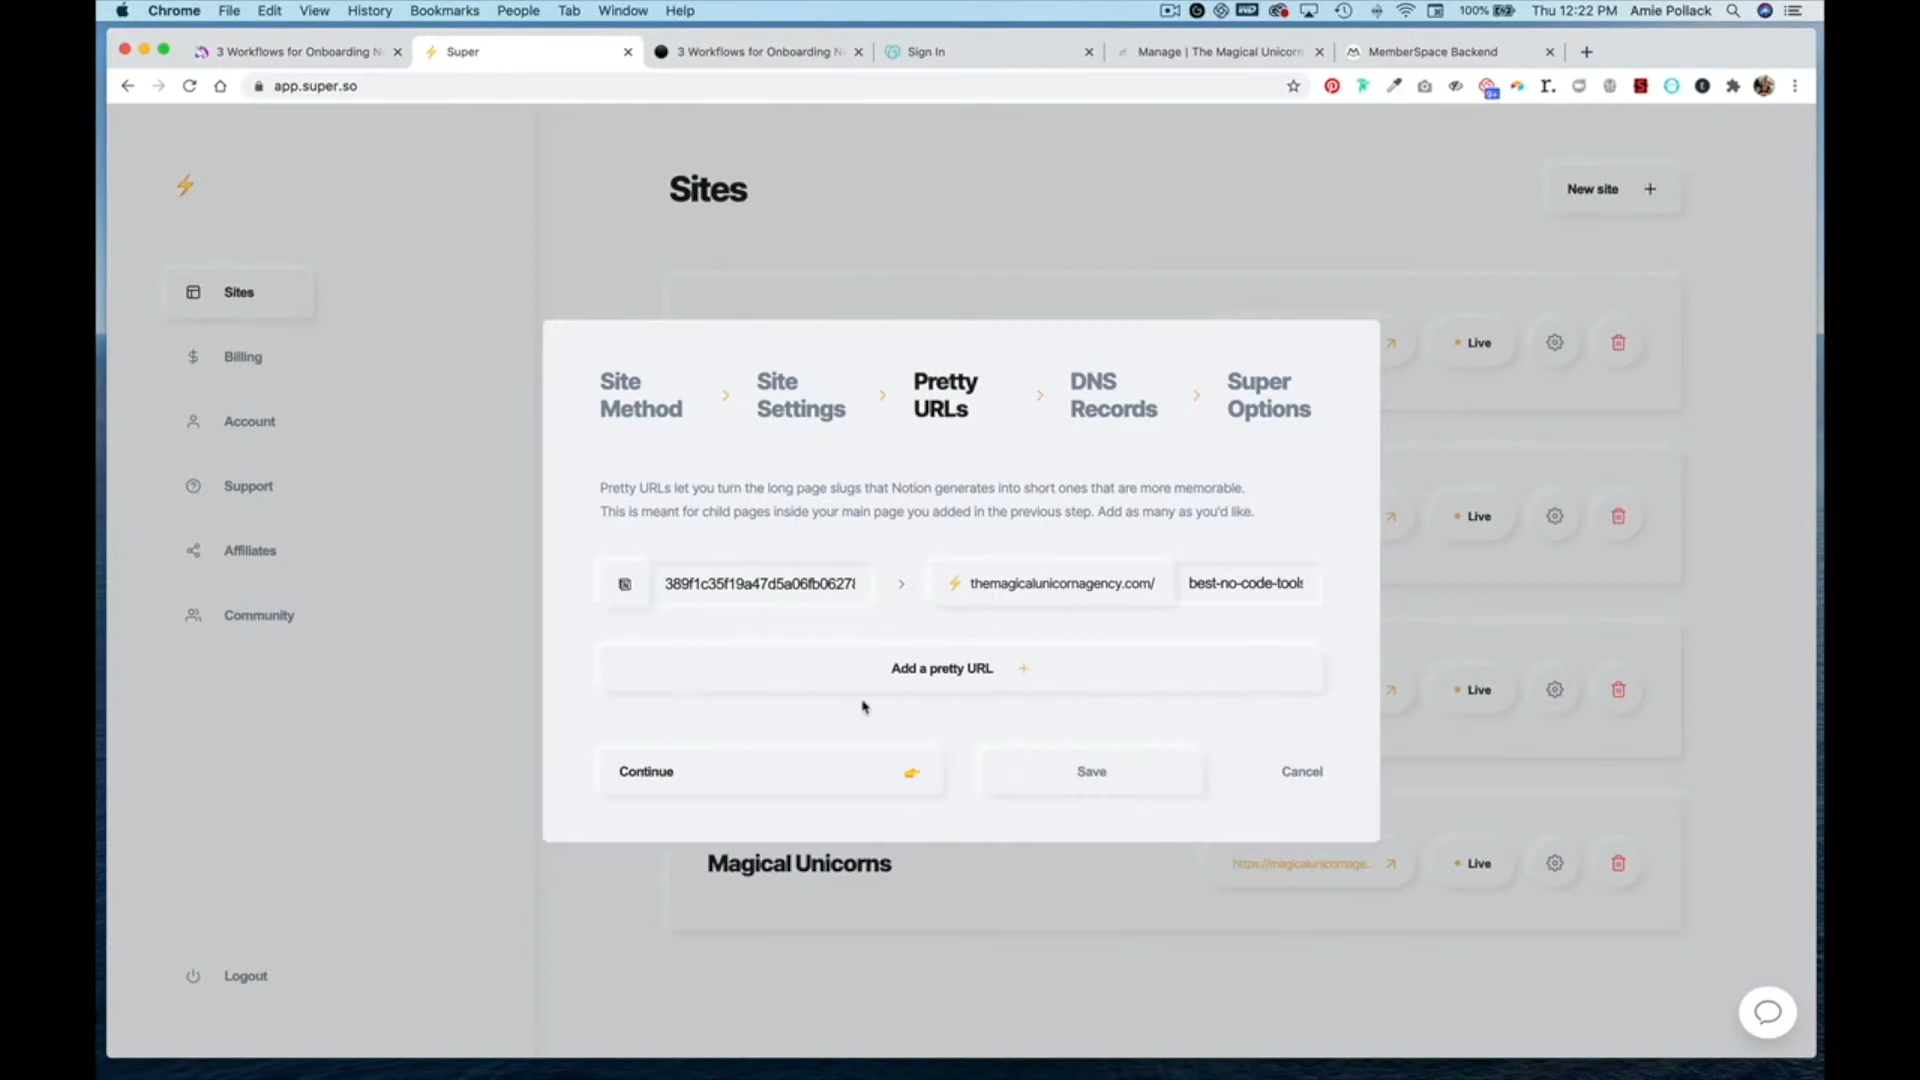 Chrome File Edit View History Bookmarks People Tab Window Help 100% Thu 12:22 PM Amie Pollack
3 Workflows for Onboarding N Super 3 Workflows for Onboarding N Sign In Manage | The Magical Unicorn MemberSpace Backend
app.super.so
Sites
New site +
Sites
Billing
Account
Support
Affiliates
Community
Logout
Live
Live
Live
Site Method > Site Settings > Pretty URLs > DNS Records > Super Options
Pretty URLs let you turn the long page slugs that Notion generates into short ones that are more memorable.
This is meant for child pages inside your main page you added in the previous step. Add as many as you'd like.
389f1c35f19a47d5a06fb0627 > themagicalunicornagency.com/ best-no-code-tools
Add a pretty URL +
Continue Save Cancel
Magical Unicorns https://magicalunicornage... Live